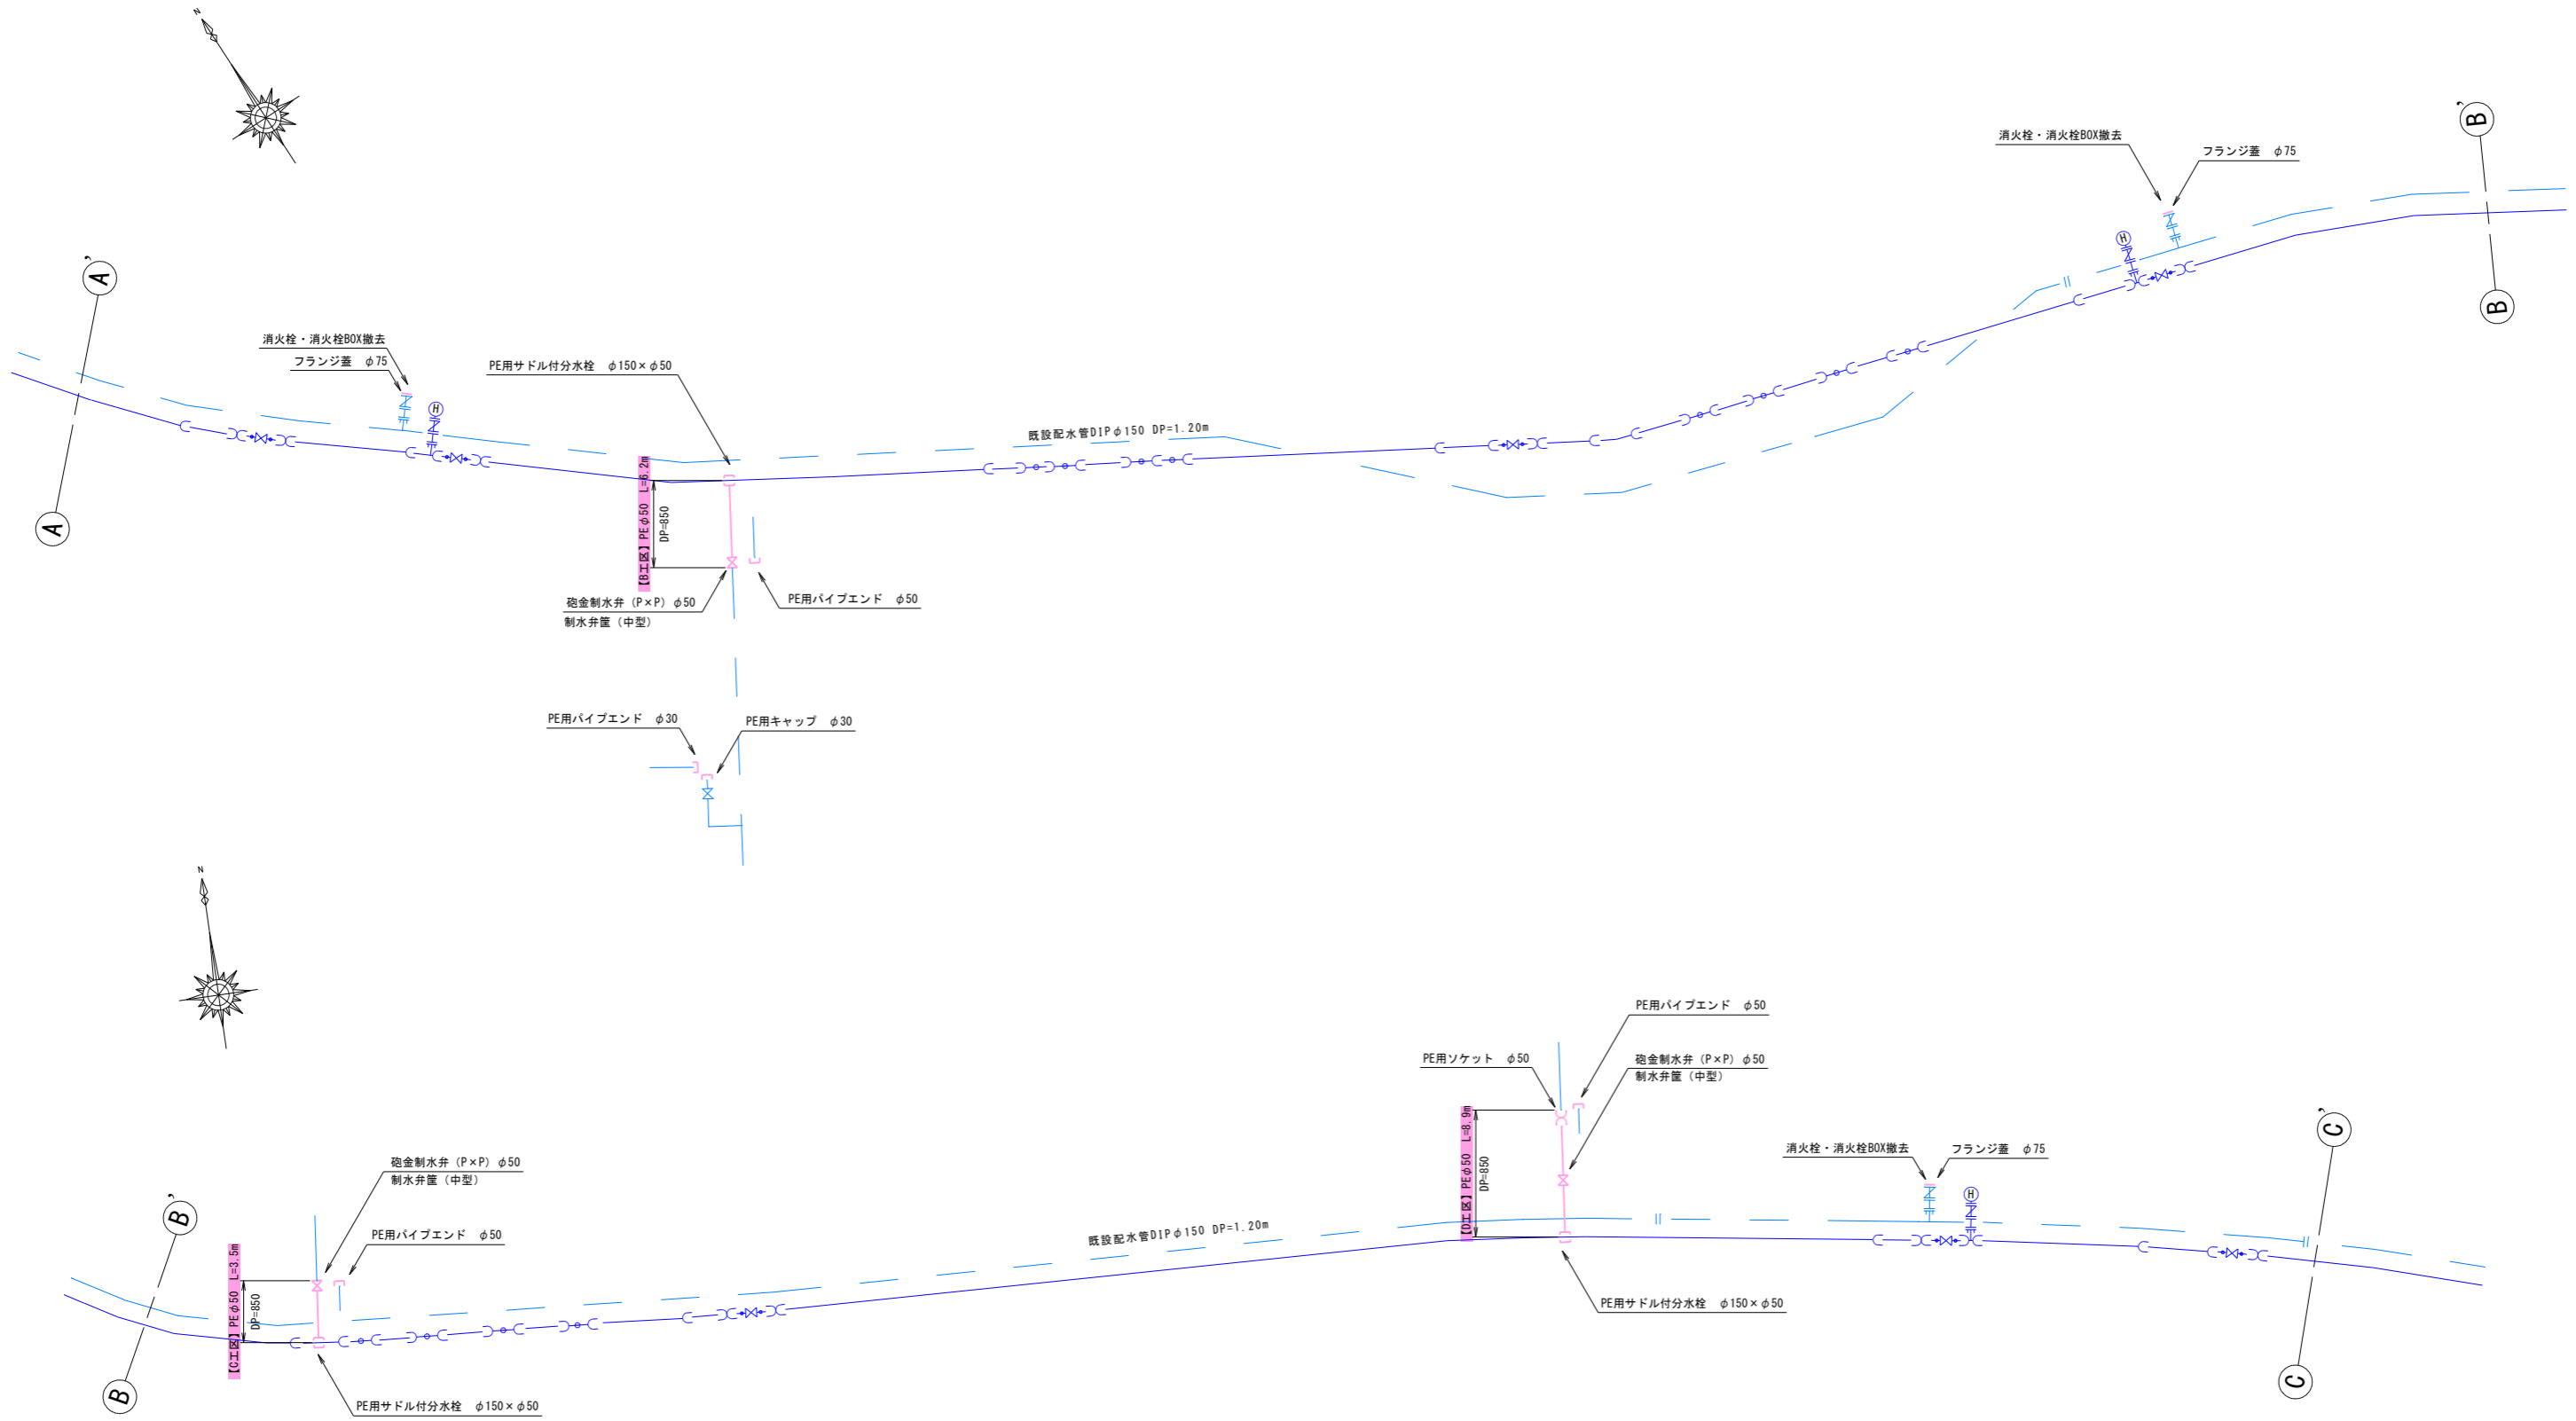 N
消火栓・消火栓BOX撤去
フランジ蓋 φ75
B'
B
H
A'
A
消火栓・消火栓BOX撤去
フランジ蓋 φ75
H
PE用サドル付分水栓 φ150×φ50
既設配水管DIPφ150 DP=1.20m
【B工区】PEφ50 L=6.2m
DP=850
砲金制水弁（P×P）φ50
制水弁筐（中型）
PE用パイプエンド φ50
PE用パイプエンド φ30
PE用キャップ φ30
N
PE用パイプエンド φ50
PE用ソケット φ50
砲金制水弁（P×P）φ50
制水弁筐（中型）
【D工区】PEφ50 L=8.9m
DP=850
消火栓・消火栓BOX撤去
フランジ蓋 φ75
H
C'
C
砲金制水弁（P×P）φ50
制水弁筐（中型）
PE用パイプエンド φ50
B'
B
【C工区】PEφ50 L=3.5m
DP=850
既設配水管DIPφ150 DP=1.20m
PE用サドル付分水栓 φ150×φ50
PE用サドル付分水栓 φ150×φ50